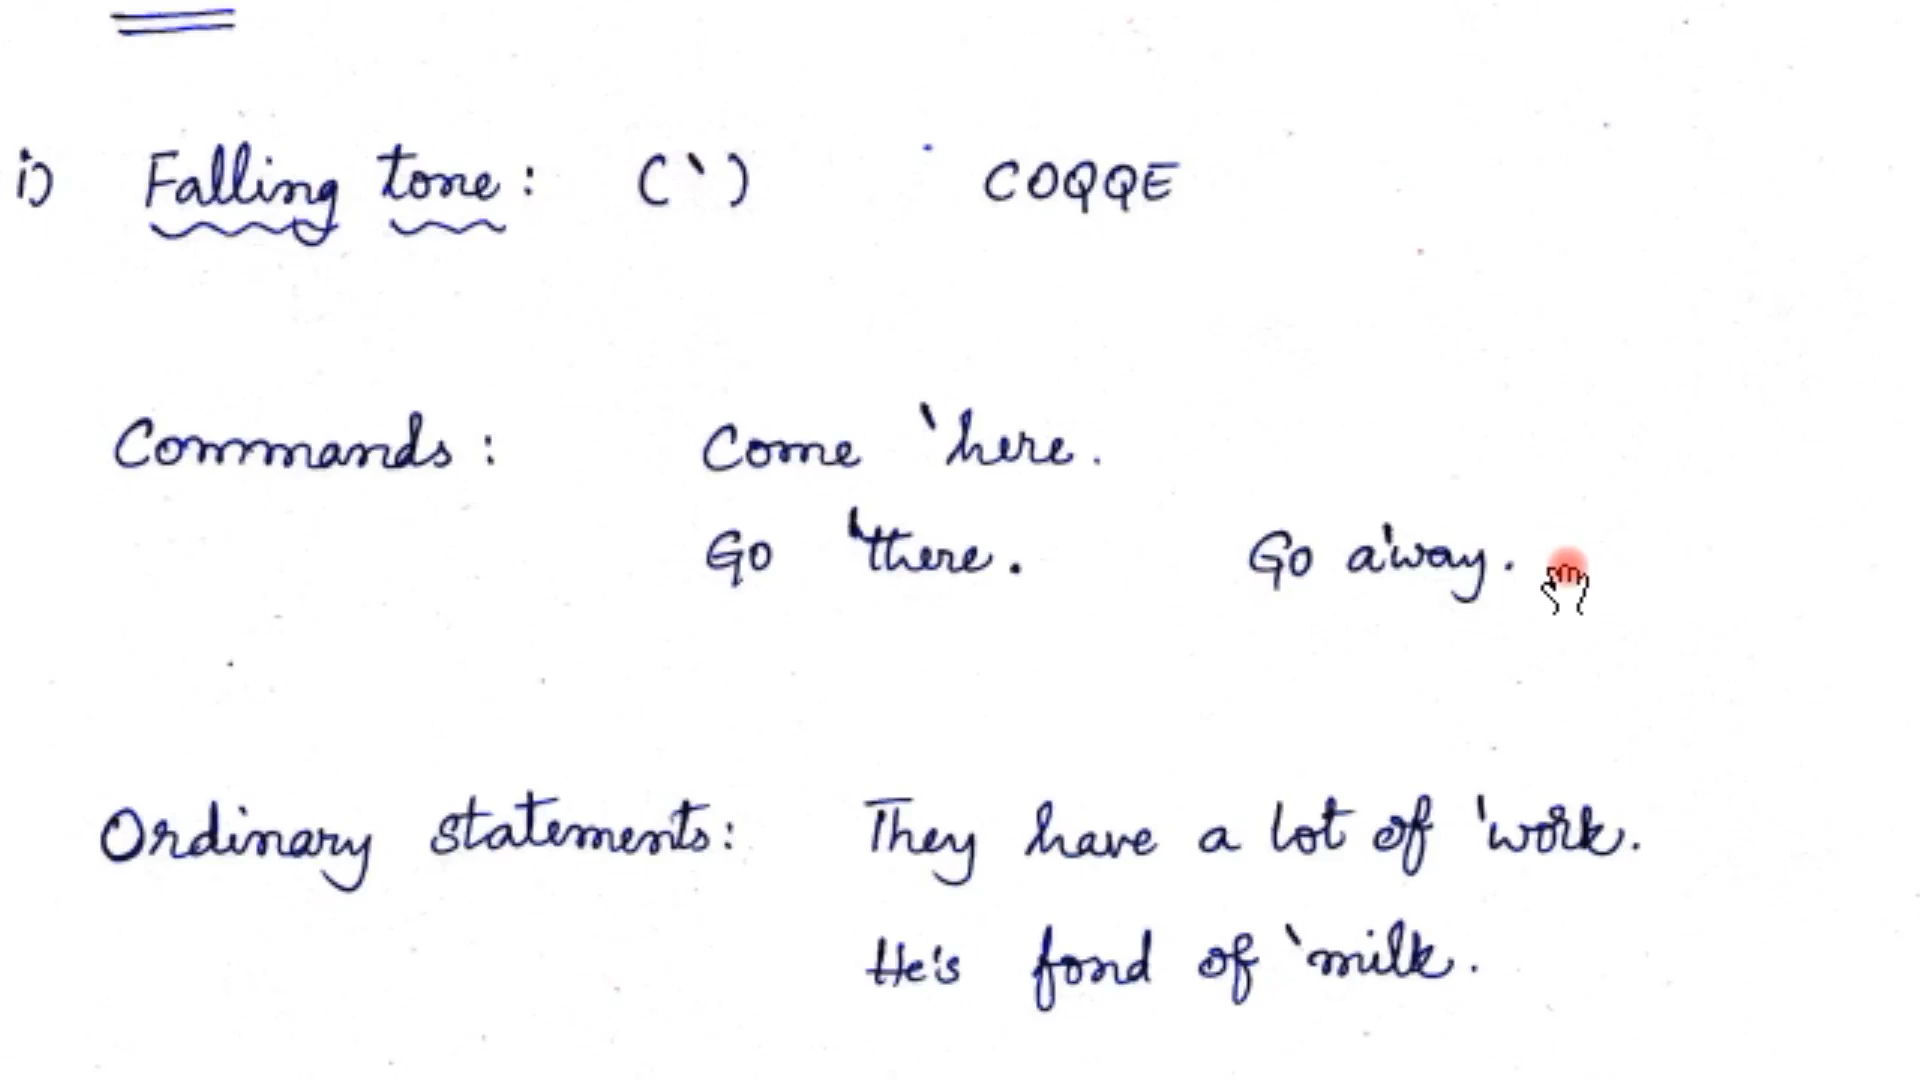 i) Falling tone: (`) COQQE
Commands: Come `here.
Go `there. Go a`way.
Ordinary statements: They have a lot of `work.
He's fond of `milk.